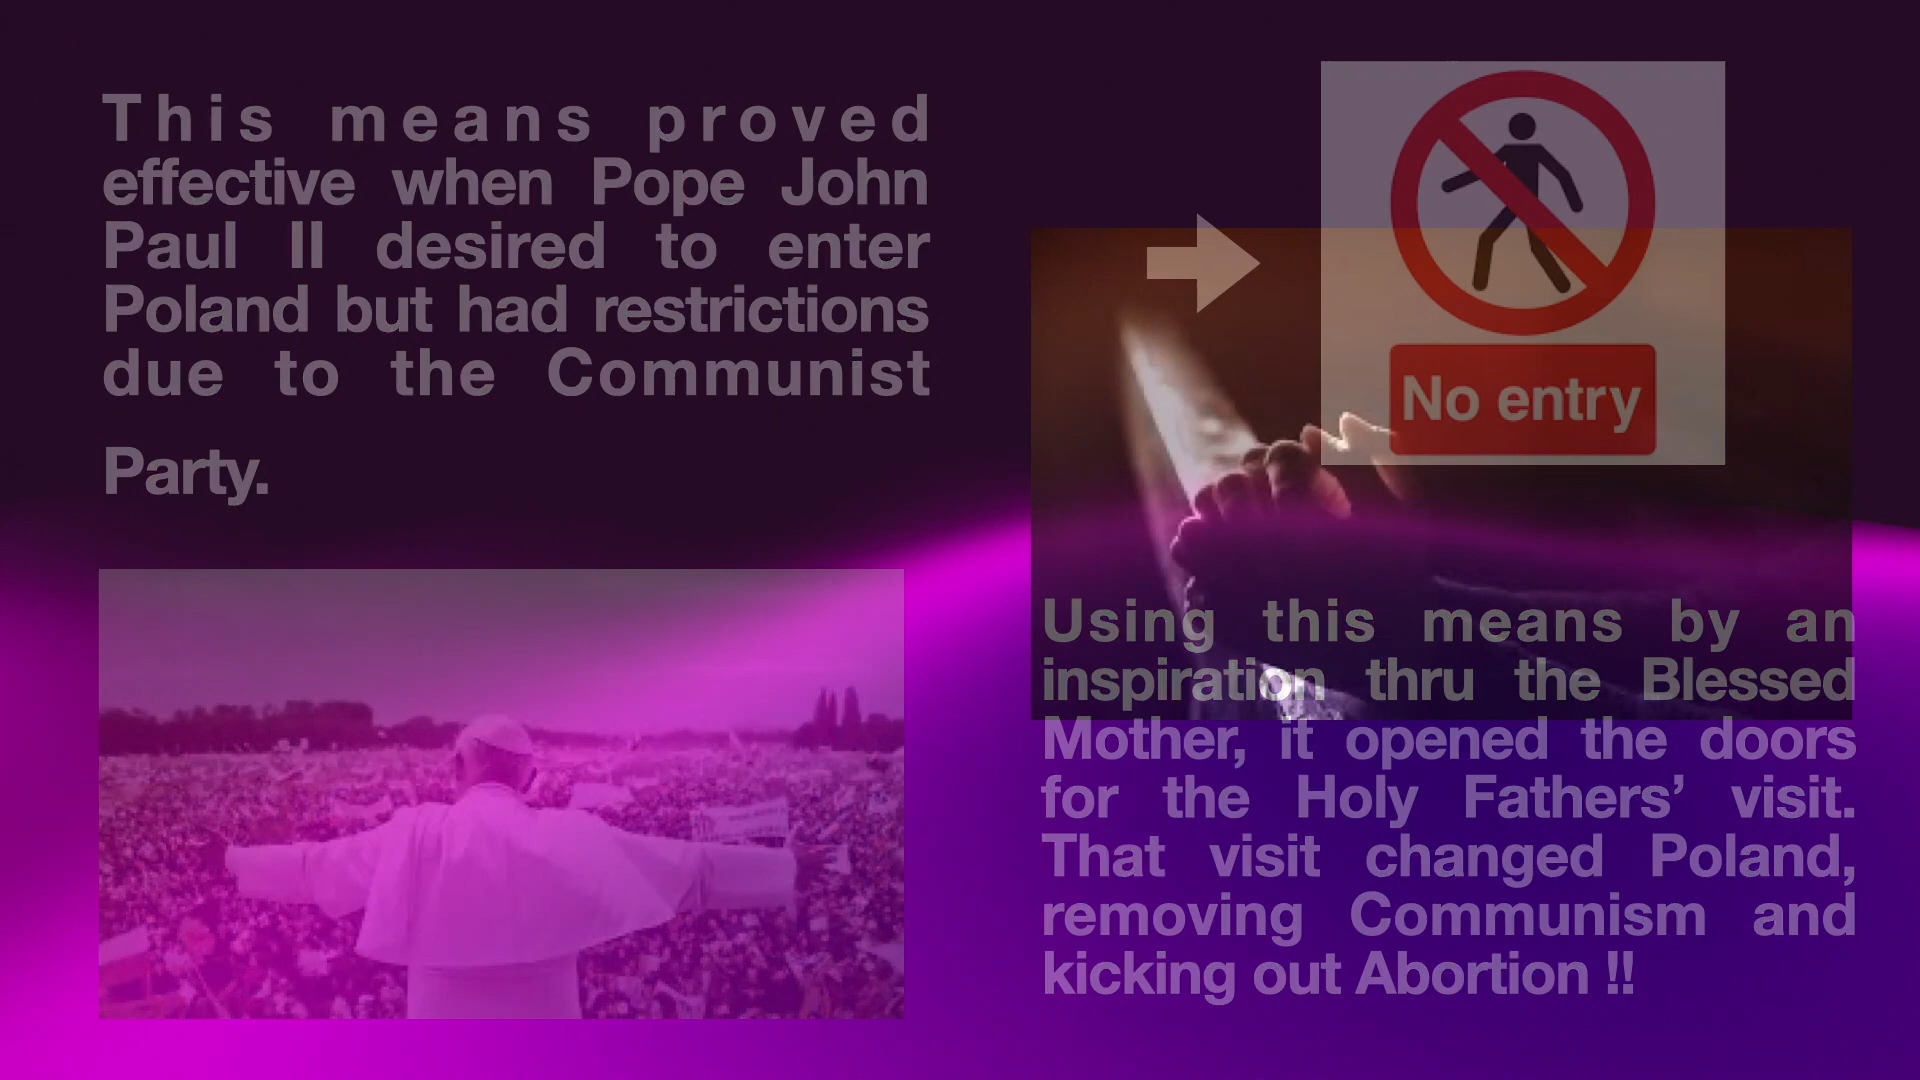 This means proved
effective when Pope John
Paul II desired to enter
Poland but had restrictions
due to the Communist
Party.
No entry
Using this means by an
inspiration thru the Blessed
Mother, it opened the doors
for the Holy Fathers’ visit.
That visit changed Poland,
removing Communism and
kicking out Abortion !!